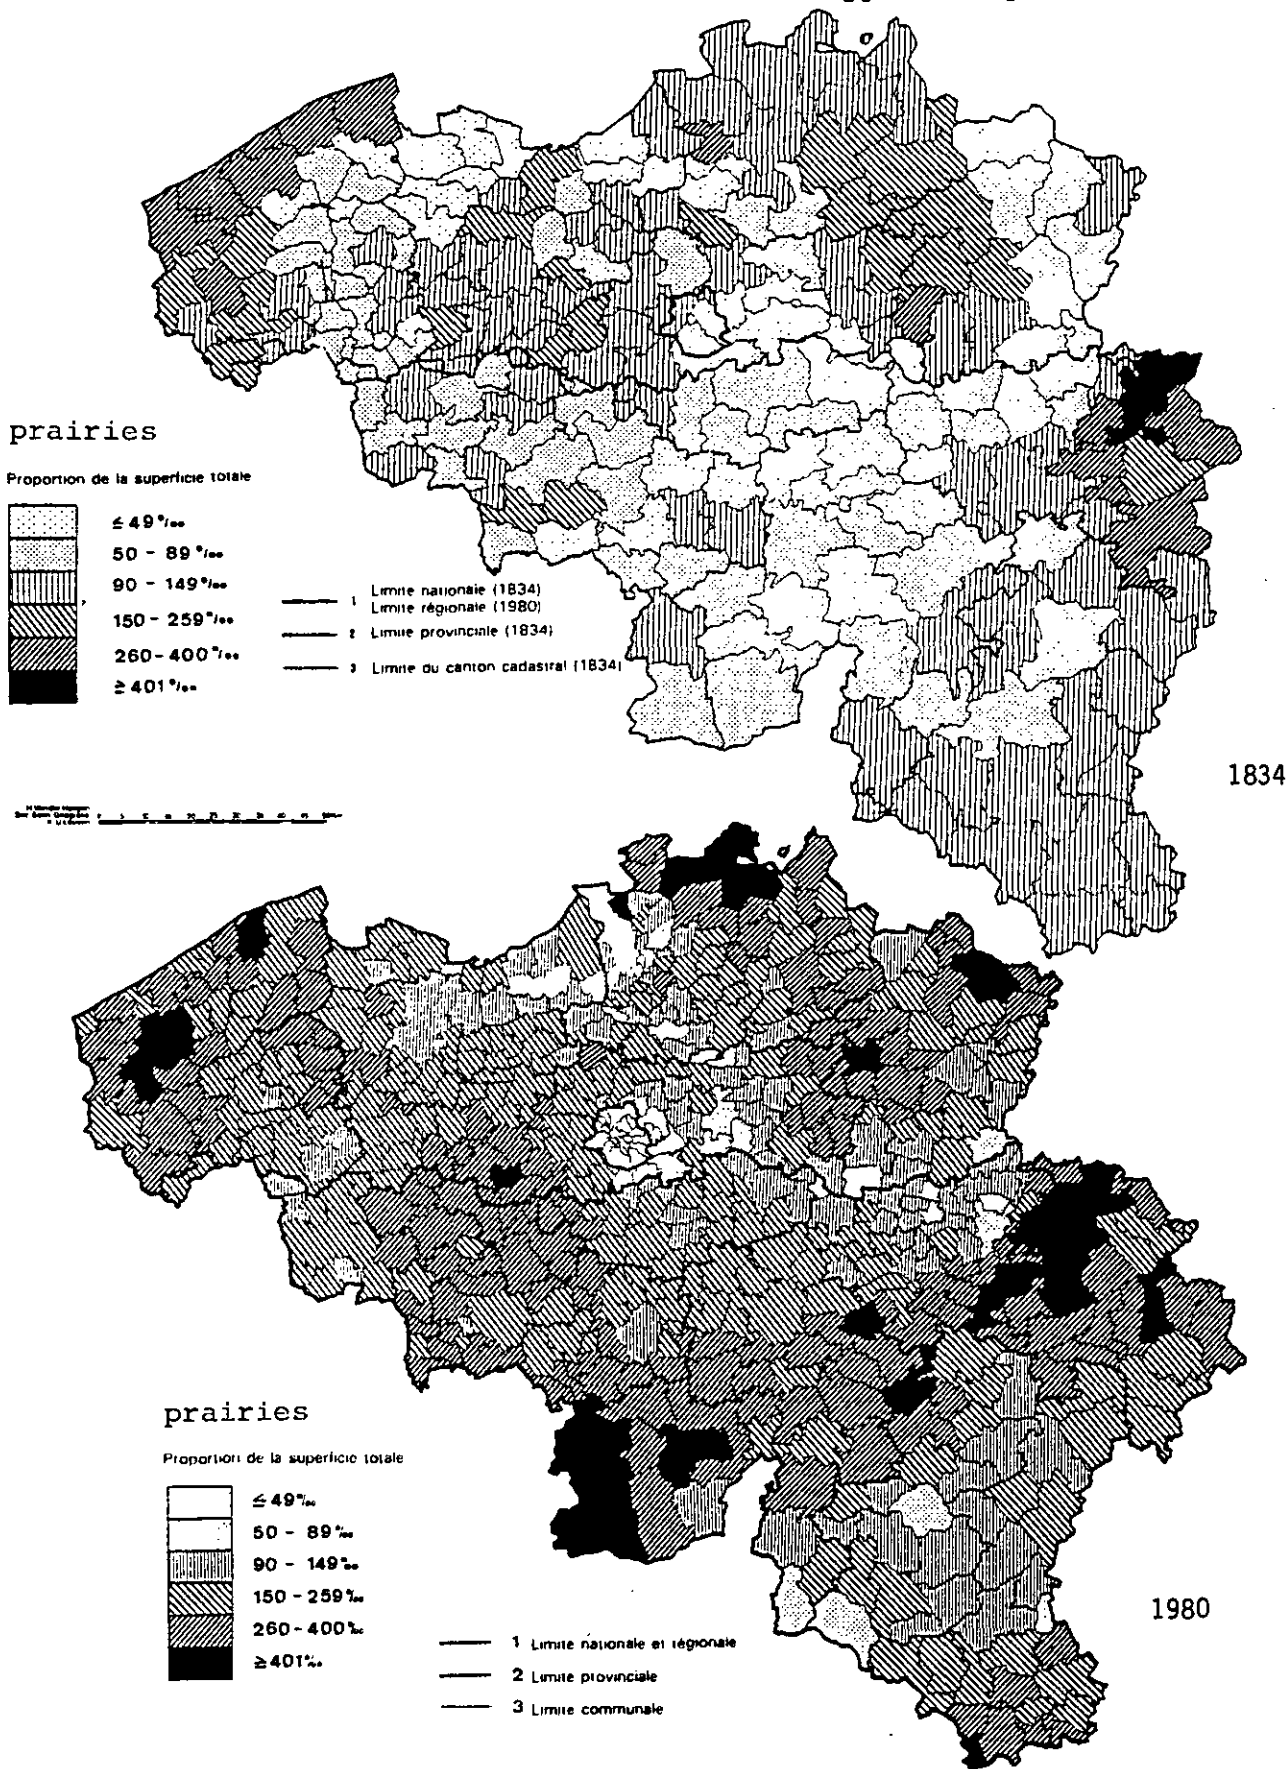 prairies
Proportion de la superficie totale
≤ 49‰
50 - 89‰
90 - 149‰
150 - 259‰
260 - 400‰
≥ 401‰
1 Limite nationale (1834)
Limite régionale (1980)
2 Limite provinciale (1834)
3 Limite du canton cadastral (1834)
1834
prairies
Proportion de la superficie totale
≤ 49‰
50 - 89‰
90 - 149‰
150 - 259‰
260 - 400‰
≥ 401‰
1 Limite nationale et régionale
2 Limite provinciale
3 Limite communale
1980